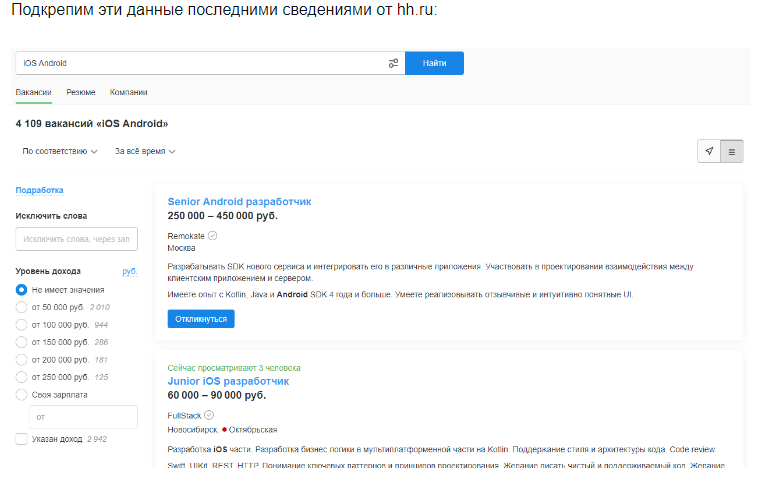 Подкрепим эти данные последними сведениями от hh.ru:
iOS Android
Найти
Вакансии Резюме Компании
4 109 вакансий «iOS Android»
По соответствию За всё время
Подработка
Исключить слова
Исключить слова, через зап
Уровень дохода руб.
Не имеет значения
от 50 000 руб. 2 010
от 100 000 руб. 944
от 150 000 руб. 286
от 200 000 руб. 181
от 250 000 руб. 125
Своя зарплата
от
Указан доход 2 942
Senior Android разработчик
250 000 – 450 000 руб.
Remokate
Москва
Разрабатывать SDK нового сервиса и интегрировать его в различные приложения. Участвовать в проектировании взаимодействия между
клиентским приложением и сервером.
Имеете опыт с Kotlin, Java и Android SDK 4 года и больше. Умеете реализовывать отзывчивые и интуитивно понятные UI.
Откликнуться
Сейчас просматривают 3 человека
Junior iOS разработчик
60 000 – 90 000 руб.
FullStack
Новосибирск, Октябрьская
Разработка iOS части. Разработка бизнес логики в мультиплатформенной части на Kotlin. Поддержание стиля и архитектуры кода. Code review.
Swift, UIKit, REST, HTTP. Понимание ключевых паттернов и принципов проектирования. Желание писать чистый и поддерживаемый код. Желание